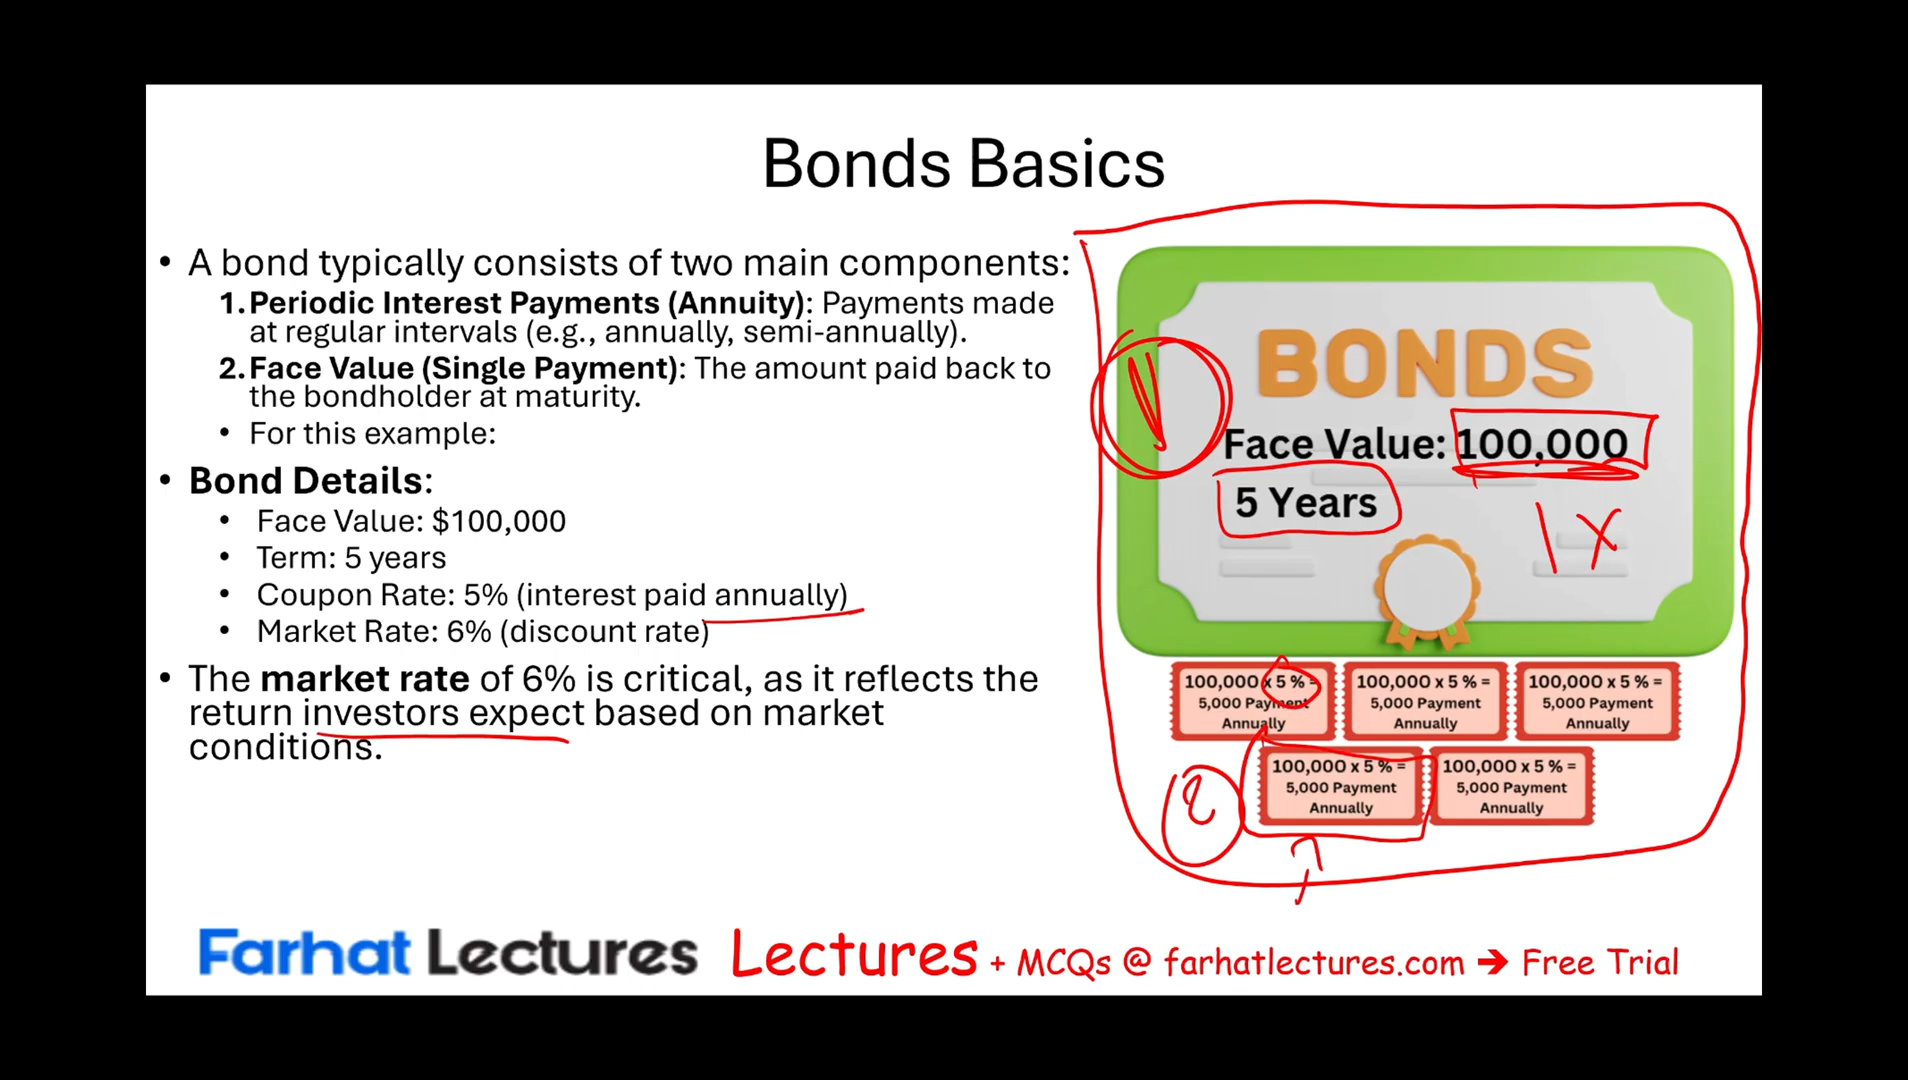 Bonds Basics
• A bond typically consists of two main components:
1. Periodic Interest Payments (Annuity): Payments made
at regular intervals (e.g., annually, semi-annually).
2. Face Value (Single Payment): The amount paid back to
the bondholder at maturity.
• For this example:
• Bond Details:
• Face Value: $100,000
• Term: 5 years
• Coupon Rate: 5% (interest paid annually)
• Market Rate: 6% (discount rate)
• The market rate of 6% is critical, as it reflects the
return investors expect based on market
conditions.
BONDS
Face Value: 100,000
5 Years
1 X
100,000 x 5 % =
5,000 Payment
Annually
100,000 x 5 % =
5,000 Payment
Annually
100,000 x 5 % =
5,000 Payment
Annually
100,000 x 5 % =
5,000 Payment
Annually
100,000 x 5 % =
5,000 Payment
Annually
Farhat Lectures
Lectures + MCQs @ farhatlectures.com → Free Trial